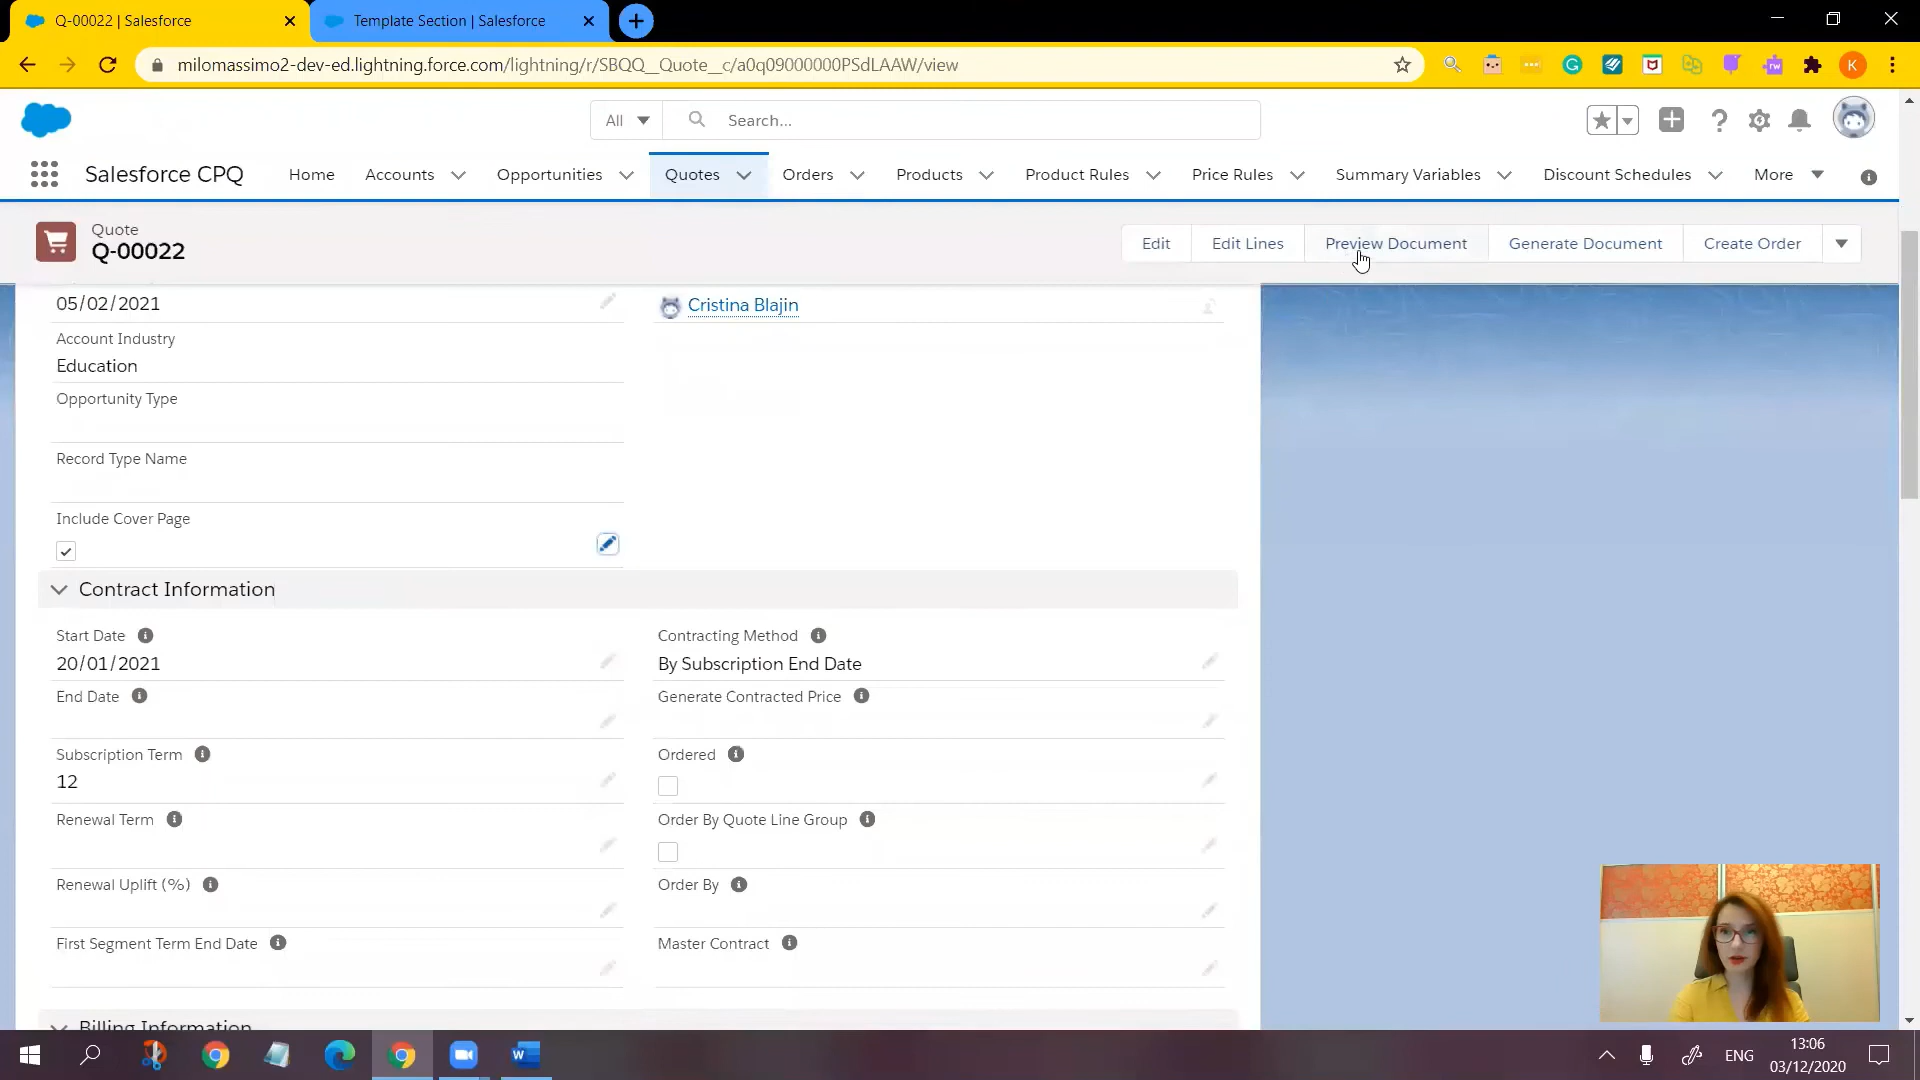 Q-00022 | Salesforce
Template Section | Salesforce
milomassimo2-dev-ed.lightning.force.com/lightning/r/SBQQ__Quote__c/a0q09000000PSdLAAW/view
K
All
Search...
Salesforce CPQ
Home
Accounts
Opportunities
Quotes
Orders
Products
Product Rules
Price Rules
Summary Variables
Discount Schedules
More
Quote
Q-00022
Edit
Edit Lines
Preview Document
Generate Document
Create Order
05/02/2021
Cristina Blajin
Account Industry
Education
Opportunity Type
Record Type Name
Include Cover Page
Contract Information
Start Date
20/01/2021
Contracting Method
By Subscription End Date
End Date
Generate Contracted Price
Subscription Term
12
Ordered
Renewal Term
Order By Quote Line Group
Renewal Uplift (%)
Order By
First Segment Term End Date
Master Contract
Billing Information
ENG
13:06
03/12/2020